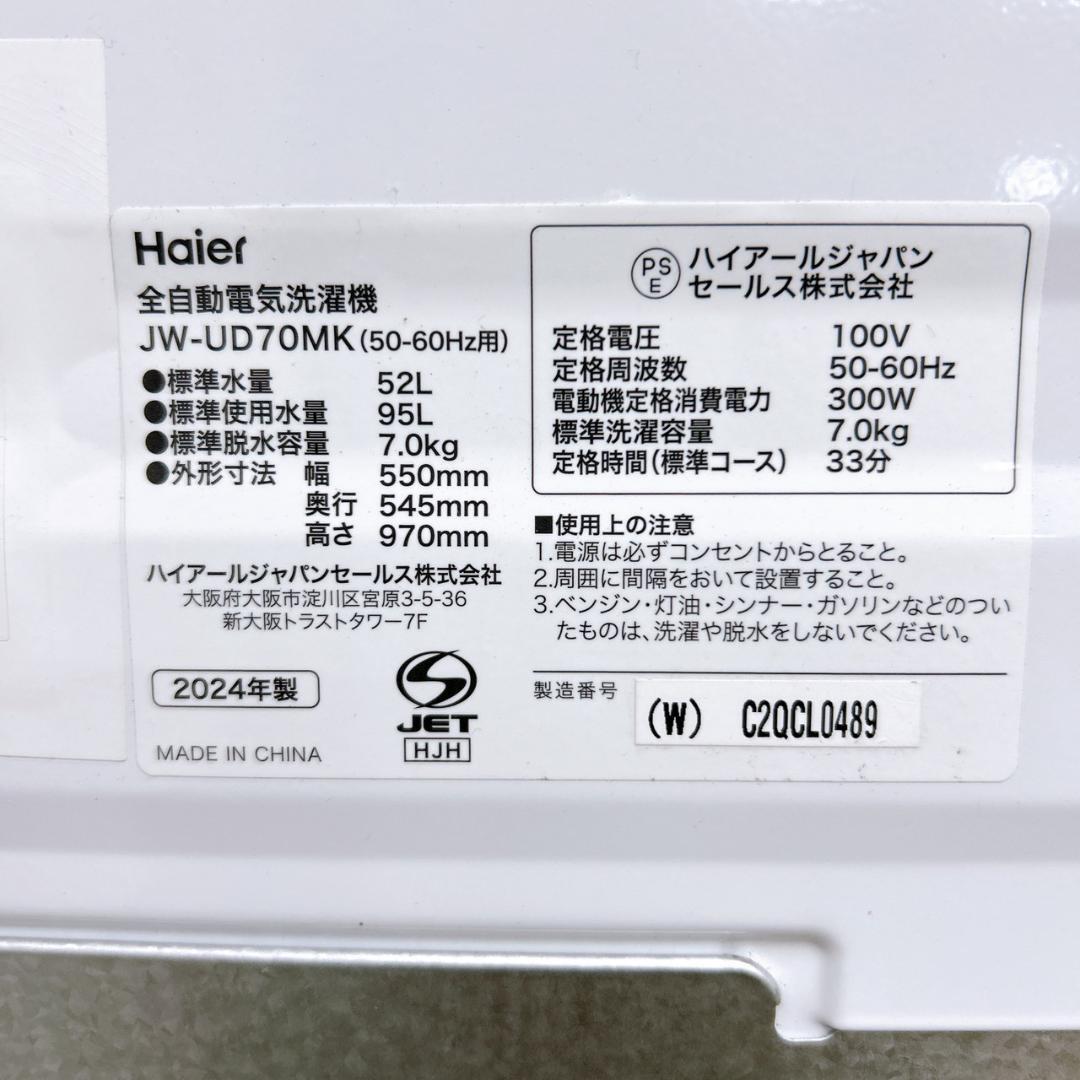 Haier
全自動電気洗濯機
JW-UD70MK(50-60Hz用)
●標準水量 52L
●標準使用水量 95L
●標準脱水容量 7.0kg
●外形寸法 幅 550mm
奥行 545mm
高さ 970mm
ハイアールジャパンセールス株式会社
大阪府大阪市淀川区宮原3-5-36
新大阪トラストタワー7F
2024年製
MADE IN CHINA
S
JET
HJH
PS
E
ハイアールジャパン
セールス株式会社
定格電圧 100V
定格周波数 50-60Hz
電動機定格消費電力 300W
標準洗濯容量 7.0kg
定格時間(標準コース) 33分
■使用上の注意
1.電源は必ずコンセントからとること。
2.周囲に間隔をおいて設置すること。
3.ベンジン・灯油・シンナー・ガソリンなどのつい
たものは、洗濯や脱水をしないでください。
製造番号 (W) C2QCL0489